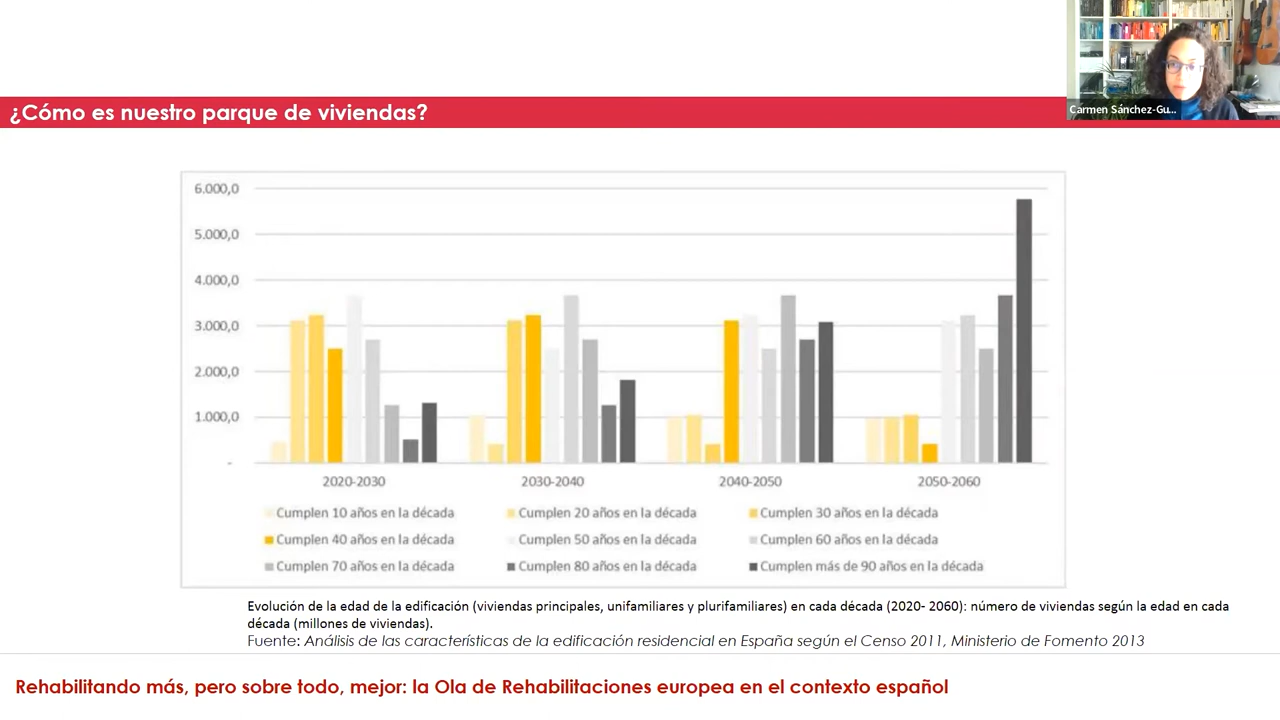 Carmen Sánchez-Gu...
¿Cómo es nuestro parque de viviendas?
6.000,0
5.000,0
4.000,0
3.000,0
2.000,0
1.000,0
-
2020-2030 2030-2040 2040-2050 2050-2060
Cumplen 10 años en la década Cumplen 20 años en la década Cumplen 30 años en la década
Cumplen 40 años en la década Cumplen 50 años en la década Cumplen 60 años en la década
Cumplen 70 años en la década Cumplen 80 años en la década Cumplen más de 90 años en la década
Evolución de la edad de la edificación (viviendas principales, unifamiliares y plurifamiliares) en cada década (2020- 2060): número de viviendas según la edad en cada
década (millones de viviendas).
Fuente: Análisis de las características de la edificación residencial en España según el Censo 2011, Ministerio de Fomento 2013
Rehabilitando más, pero sobre todo, mejor: la Ola de Rehabilitaciones europea en el contexto español